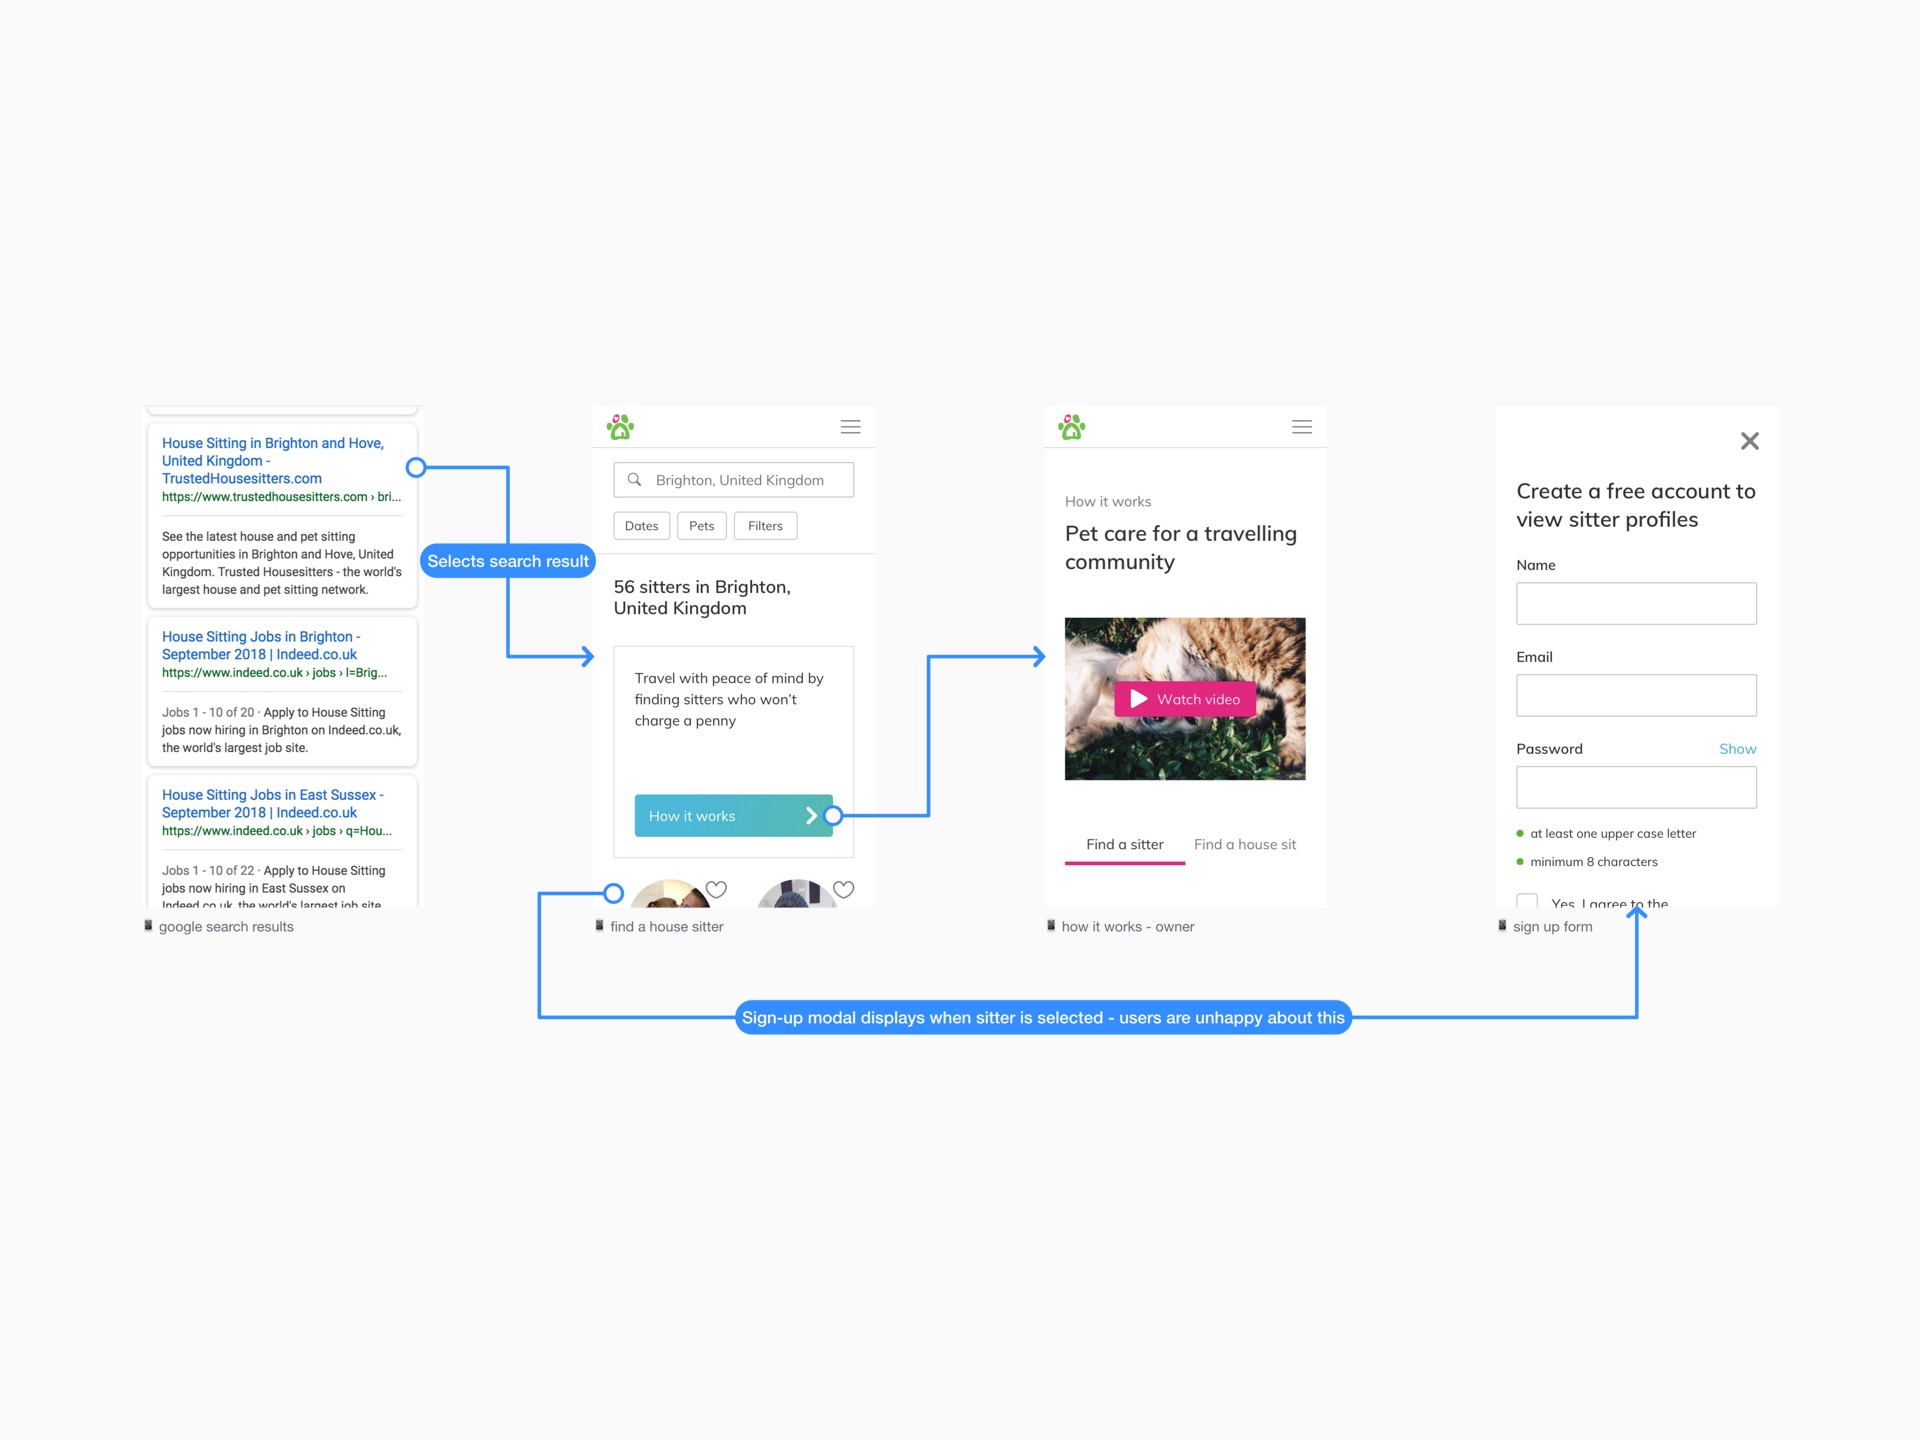 House Sitting in Brighton and Hove,
United Kingdom -
TrustedHousesitters.com
https://www.trustedhousesitters.com › bri...
See the latest house and pet sitting
opportunities in Brighton and Hove, United
Kingdom. Trusted Housesitters - the world's
largest house and pet sitting network.
House Sitting Jobs in Brighton -
September 2018 | Indeed.co.uk
https://www.indeed.co.uk › jobs › l=Brig...
Jobs 1 - 10 of 20 · Apply to House Sitting
jobs now hiring in Brighton on Indeed.co.uk,
the world's largest job site.
House Sitting Jobs in East Sussex -
September 2018 | Indeed.co.uk
https://www.indeed.co.uk › jobs › q=Hou...
Jobs 1 - 10 of 22 · Apply to House Sitting
jobs now hiring in East Sussex on
Indeed.co.uk, the world's largest job site
google search results
Selects search result
Brighton, United Kingdom
Dates
Pets
Filters
56 sitters in Brighton,
United Kingdom
Travel with peace of mind by
finding sitters who won't
charge a penny
How it works
find a house sitter
How it works
Pet care for a travelling
community
Watch video
Find a sitter
Find a house sit
how it works - owner
Create a free account to
view sitter profiles
Name
Email
Password
Show
at least one upper case letter
minimum 8 characters
Yes, I agree to the
sign up form
Sign-up modal displays when sitter is selected - users are unhappy about this